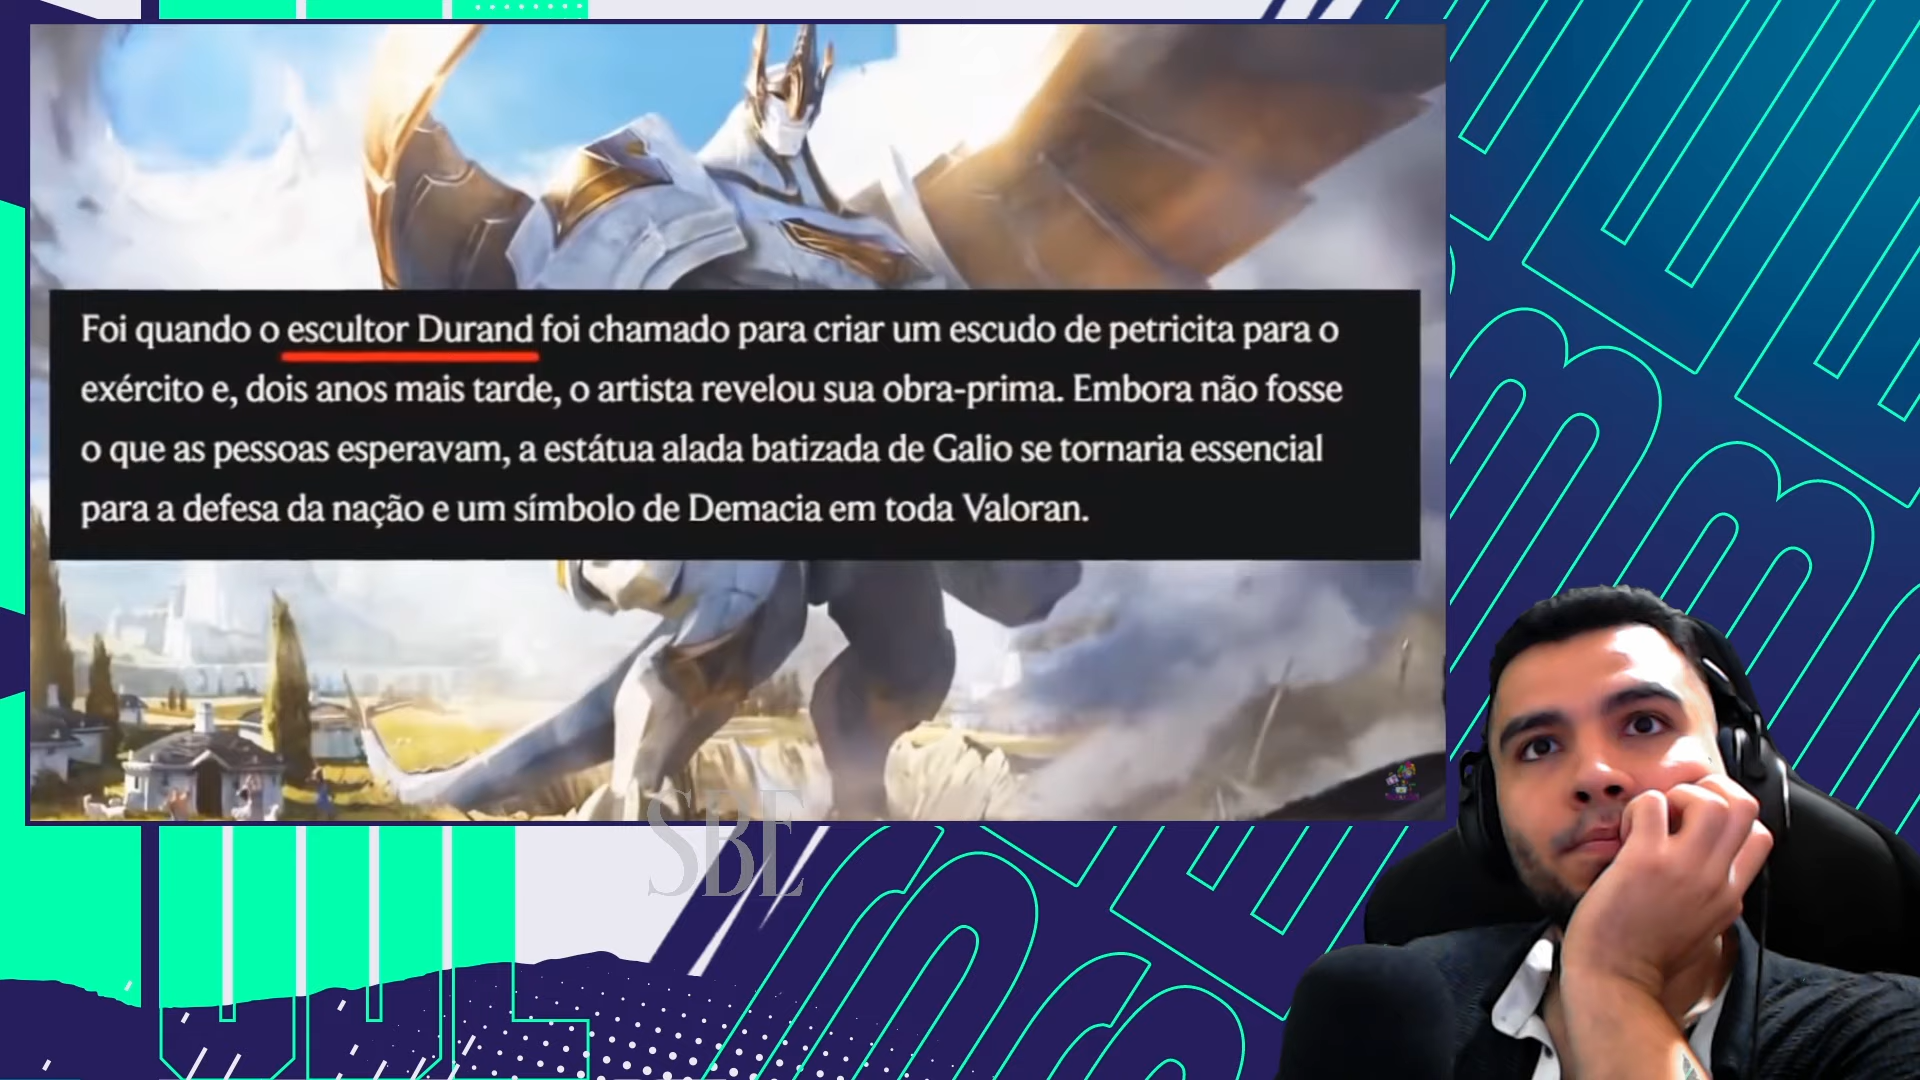 Foi quando o escultor Durand foi chamado para criar um escudo de petricita para o
exército e, dois anos mais tarde, o artista revelou sua obra-prima. Embora não fosse
o que as pessoas esperavam, a estátua alada batizada de Galio se tornaria essencial
para a defesa da nação e um símbolo de Demacia em toda Valoran.
SBE